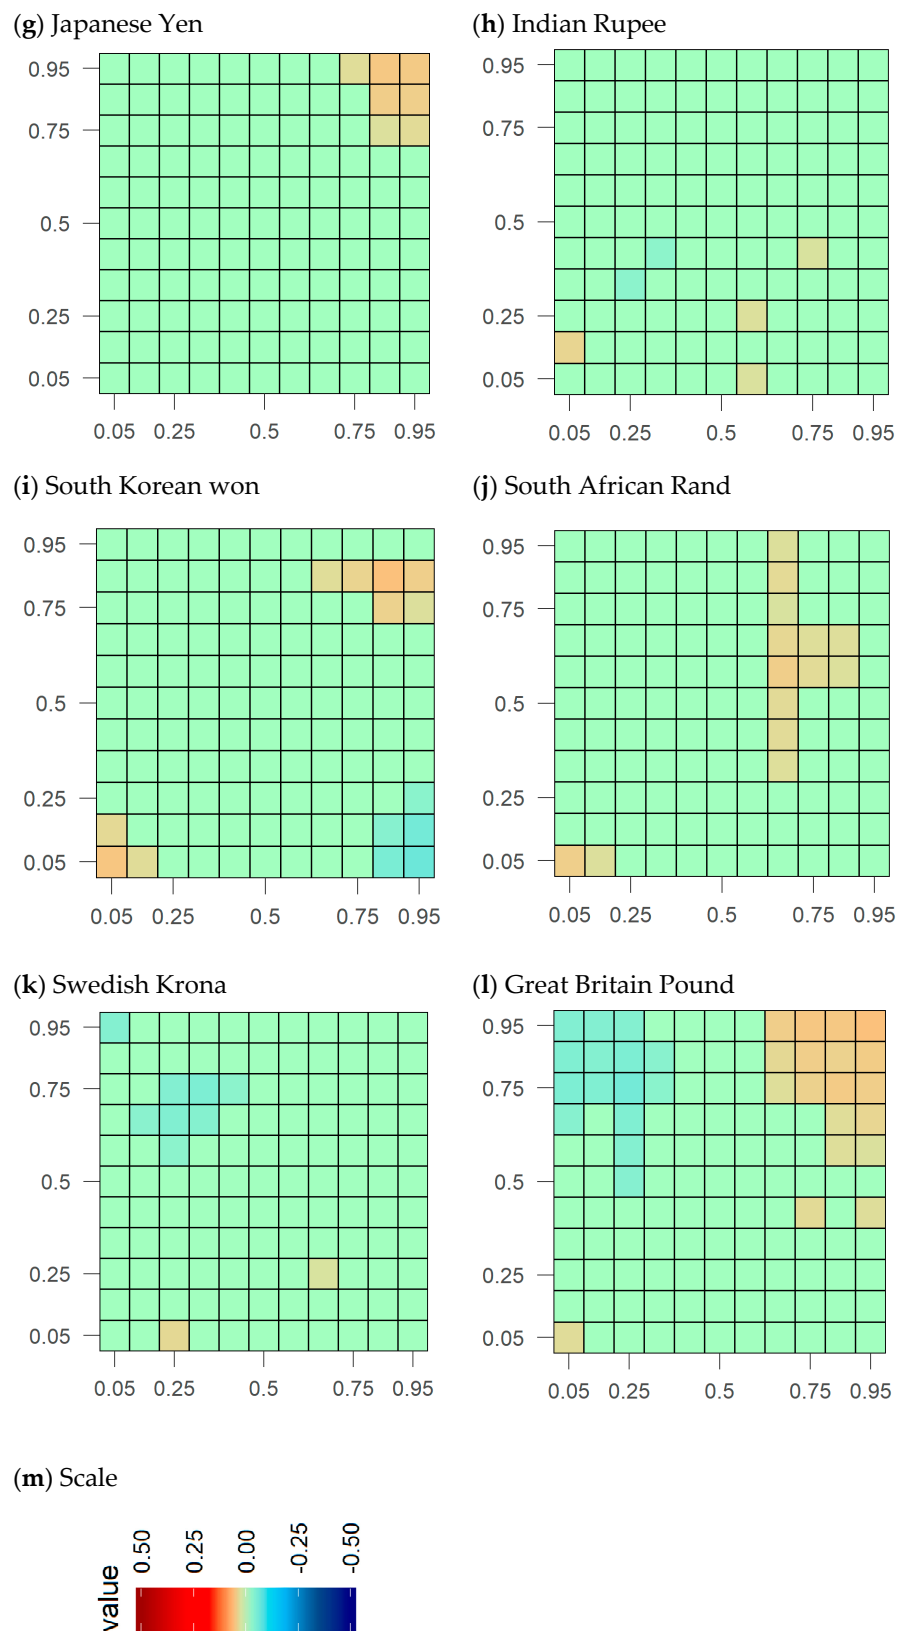 (g) Japanese Yen (h) Indian Rupee
0.95 0.95
0.75 0.75
0.5 0.5
0.25 0.25
0.05 0.05
0.05 0.25 0.5 0.75 0.95 0.05 0.25 0.5 0.75 0.95
(i) South Korean won (j) South African Rand
0.95 0.95
0.75 0.75
0.5 0.5
0.25 0.25
0.05 0.05
0.05 0.25 0.5 0.75 0.95 0.05 0.25 0.5 0.75 0.95
(k) Swedish Krona (l) Great Britain Pound
0.95 0.95
0.75 0.75
0.5 0.5
0.25 0.25
0.05 0.05
0.05 0.25 0.5 0.75 0.95 0.05 0.25 0.5 0.75 0.95
(m) Scale
value
0.50 0.25 0.00 -0.25 -0.50